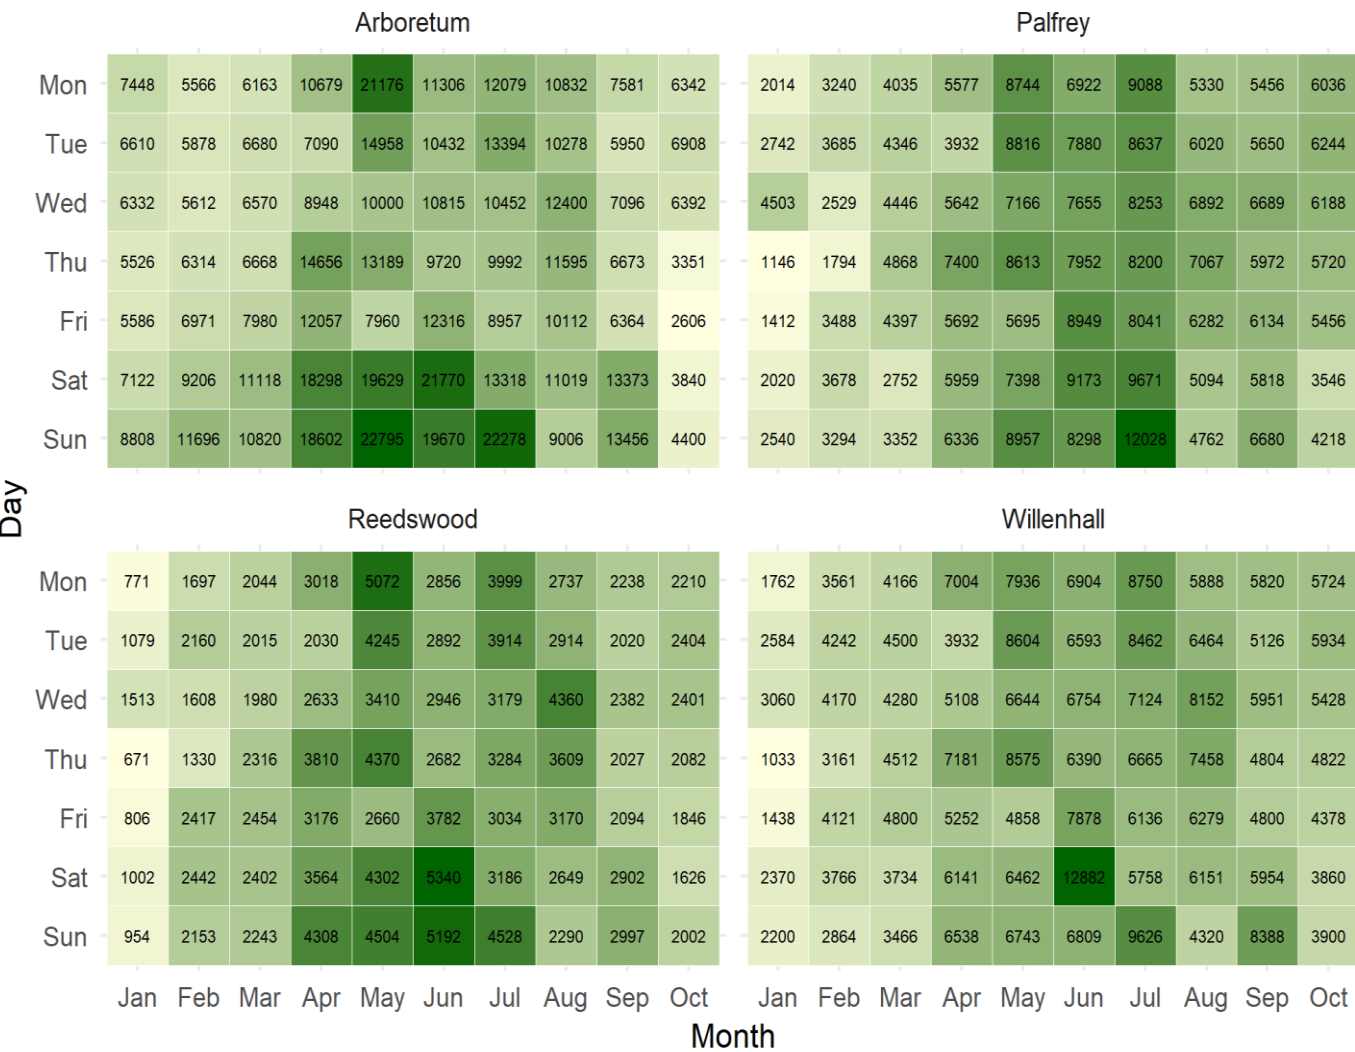 Arboretum Palfrey
Mon 7448 5566 6163 10679 21176 11306 12079 10832 7581 6342 2014 3240 4035 5577 8744 6922 9088 5330 5456 6036
Tue 6610 5878 6680 7090 14958 10432 13394 10278 5950 6908 2742 3685 4346 3932 8816 7880 8637 6020 5650 6244
Wed 6332 5612 6570 8948 10000 10815 10452 12400 7096 6392 4503 2529 4446 5642 7166 7655 8253 6892 6689 6188
Thu 5526 6314 6668 14656 13189 9720 9992 11595 6673 3351 1146 1794 4868 7400 8613 7952 8200 7067 5972 5720
Fri 5586 6971 7980 12057 7960 12316 8957 10112 6364 2606 1412 3488 4397 5692 5695 8949 8041 6282 6134 5456
Sat 7122 9206 11118 18298 19629 21770 13318 11019 13373 3840 2020 3678 2752 5959 7398 9173 9671 5094 5818 3546
Sun 8808 11696 10820 18602 22795 19670 22278 9006 13456 4400 2540 3294 3352 6336 8957 8298 12028 4762 6680 4218
Day
Reedswood Willenhall
Mon 771 1697 2044 3018 5072 2856 3999 2737 2238 2210 1762 3561 4166 7004 7936 6904 8750 5888 5820 5724
Tue 1079 2160 2015 2030 4245 2892 3914 2914 2020 2404 2584 4242 4500 3932 8604 6593 8462 6464 5126 5934
Wed 1513 1608 1980 2633 3410 2946 3179 4360 2382 2401 3060 4170 4280 5108 6644 6754 7124 8152 5951 5428
Thu 671 1330 2316 3810 4370 2682 3284 3609 2027 2082 1033 3161 4512 7181 8575 6390 6665 7458 4804 4822
Fri 806 2417 2454 3176 2660 3782 3034 3170 2094 1846 1438 4121 4800 5252 4858 7878 6136 6279 4800 4378
Sat 1002 2442 2402 3564 4302 5340 3186 2649 2902 1626 2370 3766 3734 6141 6462 12882 5758 6151 5954 3860
Sun 954 2153 2243 4308 4504 5192 4528 2290 2997 2002 2200 2864 3466 6538 6743 6809 9626 4320 8388 3900
Jan Feb Mar Apr May Jun Jul Aug Sep Oct Jan Feb Mar Apr May Jun Jul Aug Sep Oct
Month